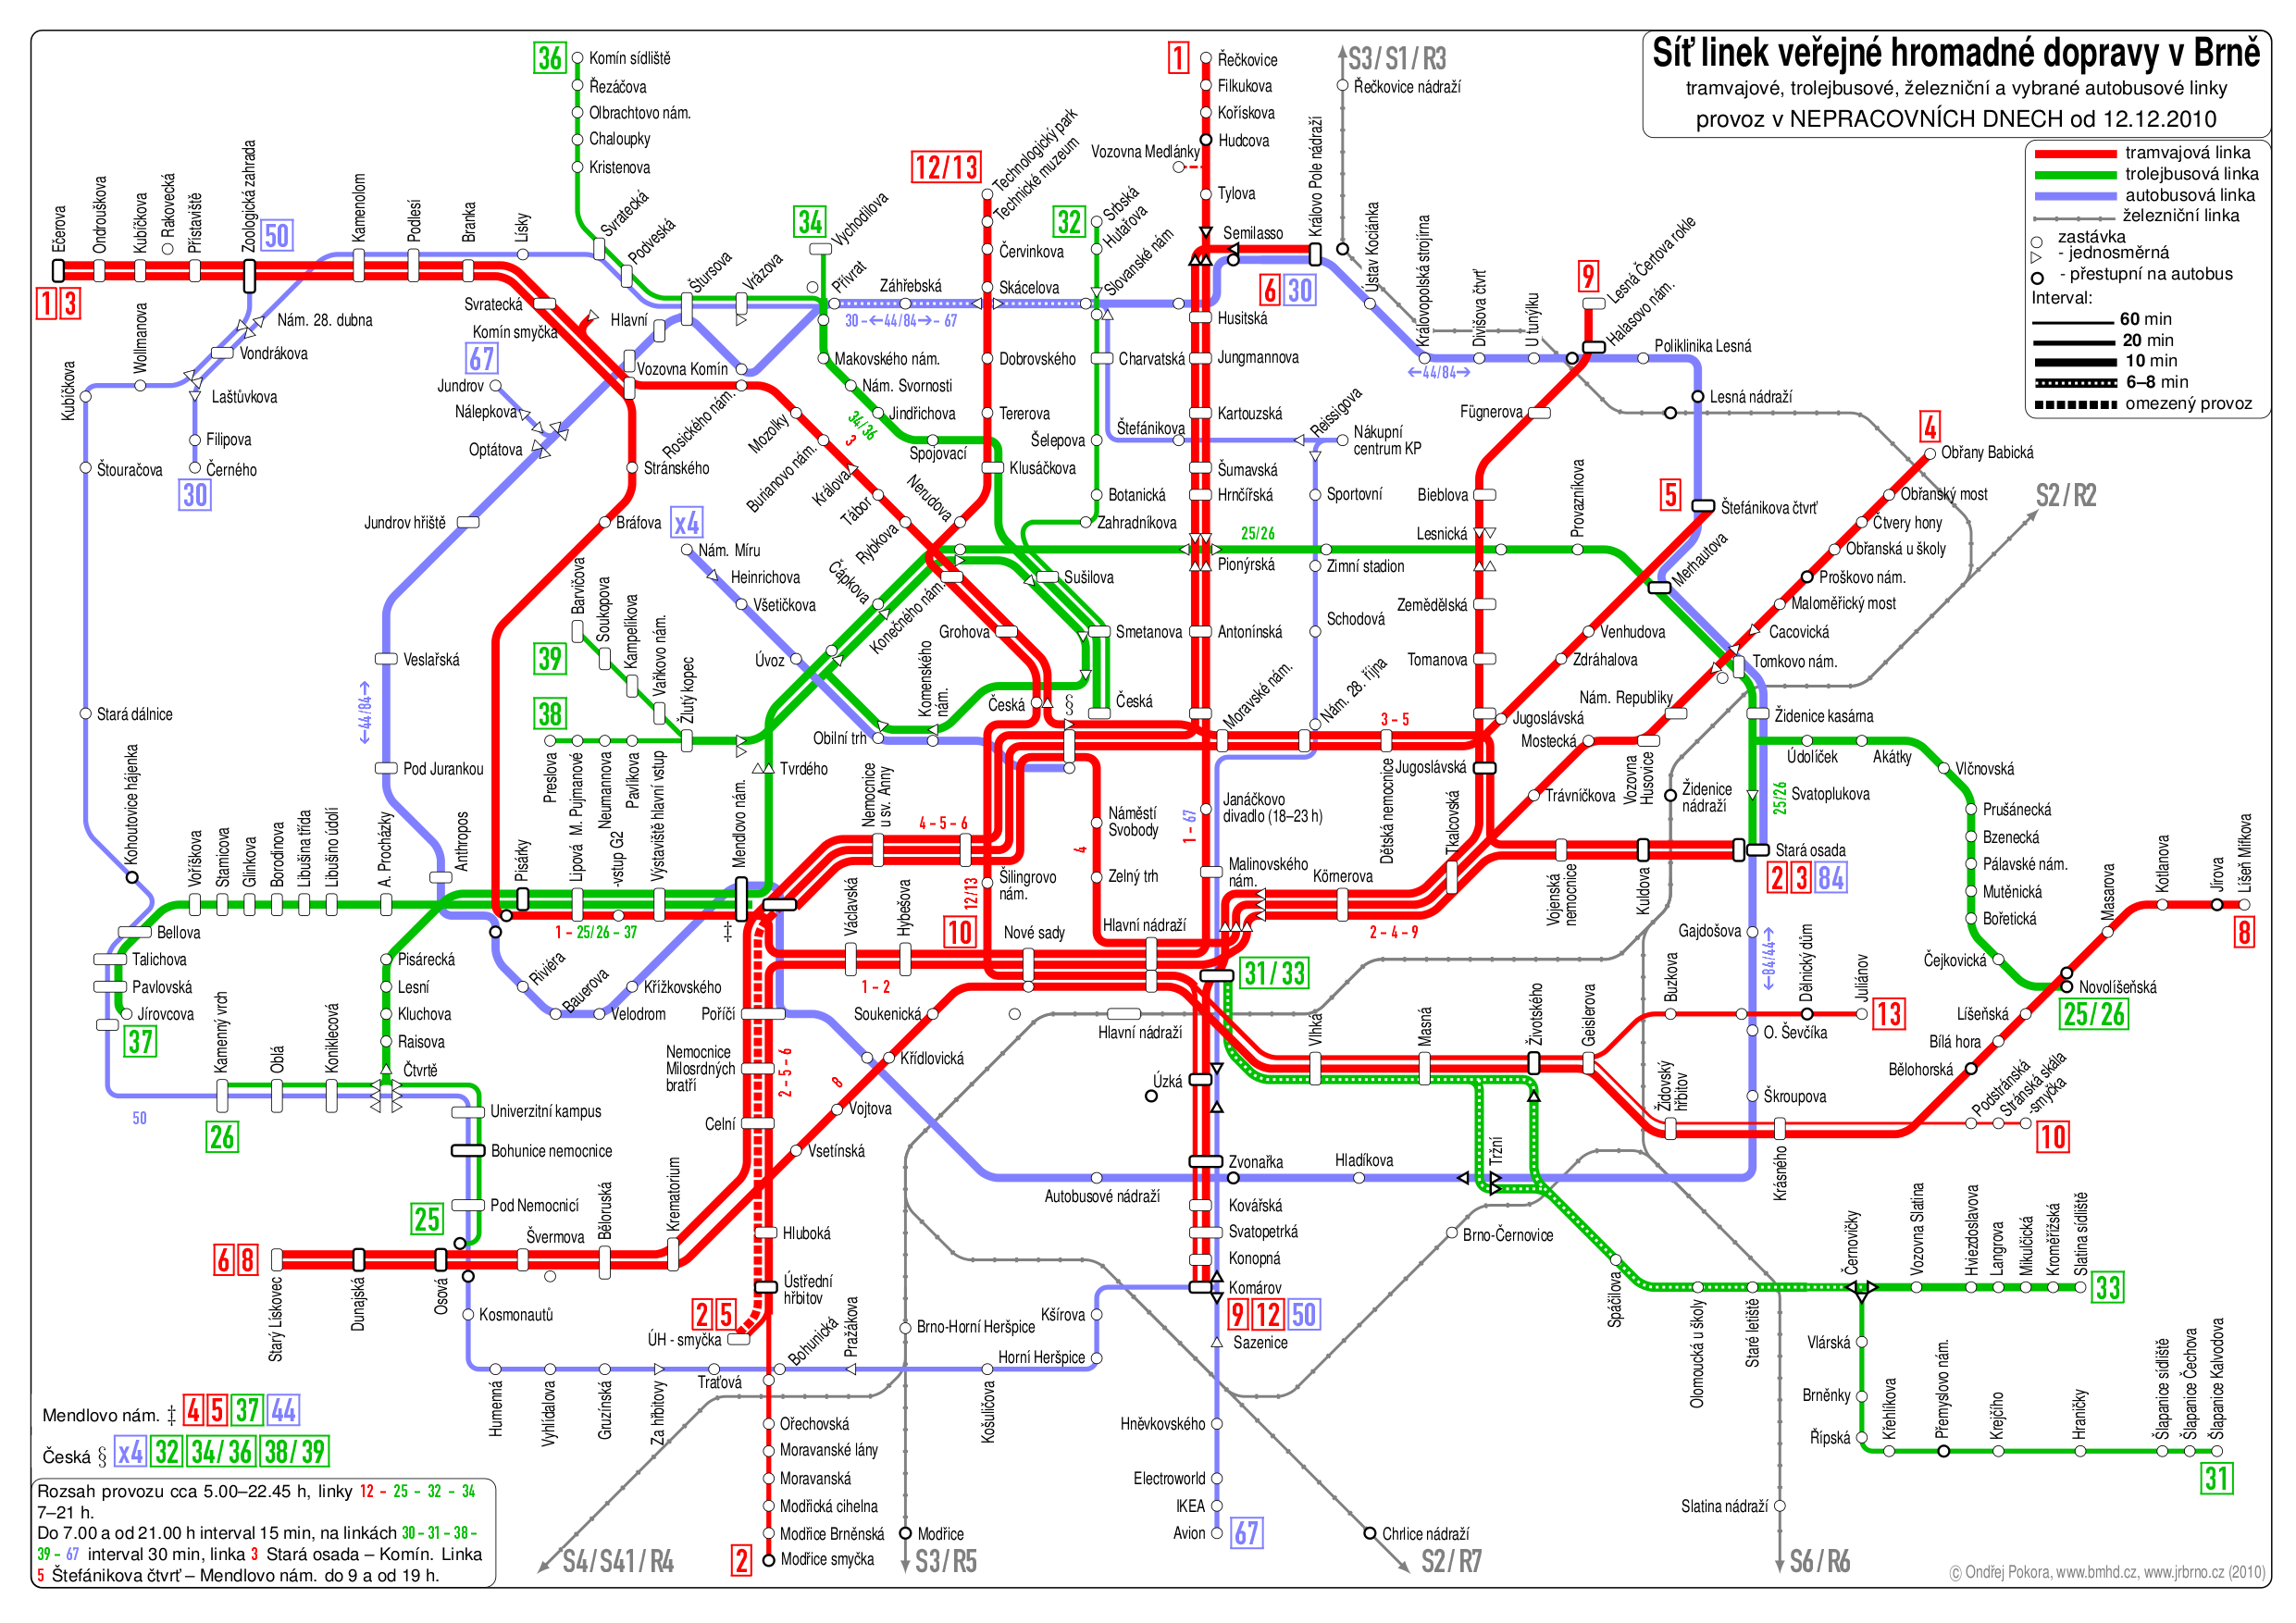 Síť linek veřejné hromadné dopravy v Brně
tramvajové, trolejbusové, železniční a vybrané autobusové linky
provoz v NEPRACOVNÍCH DNECH od 12.12.2010
tramvajová linka
trolejbusová linka
autobusová linka
železniční linka
zastávka
- jednosměrná
- přestupní na autobus
Interval:
60 min
20 min
10 min
6–8 min
omezený provoz
36
Komín sídliště
Řezáčova
Olbrachtovo nám.
Chaloupky
Kristenova
Svratecká
Podveská
Štursova
Vrázova
34
Vychodilova
Přívrat
12/13
Technologický park
Technické muzeum
Červinkova
Skácelova
Dobrovského
Tererova
Klusáčkova
Nerudova
32
Srbská
Hutařova
Slovanské nám
Charvatská
Šelepova
Botanická
Zahradníkova
1
Řečkovice
Filkukova
Kořískova
Hudcova
Vozovna Medlánky
Tylova
Semilasso
Královo Pole nádraží
6 30
S3/S1/R3
Řečkovice nádraží
Ústav Kociánka
Královopolská strojírna
Divišova čtvrť
U tunýlku
9
Lesná Čertova rokle
Halasovo nám.
Poliklinika Lesná
Lesná nádraží
←44/84→
Husitská
Jungmannova
Kartouzská
Štefánikova
Šumavská
Hrnčířská
Pionýrská
Antonínská
Reissigova
Nákupní
centrum KP
Sportovní
Zimní stadion
Schodová
Nám. 28. října
Moravské nám.
25/26
Fügnerova
Bieblova
Lesnická
Zemědělská
Tomanova
Provazníkova
Merhautova
5
Štefánikova čtvrť
Venhudova
Zdráhalova
Jugoslávská
Jugoslávská
4
Obřany Babická
Obřanský most
Čtvery hony
Obřanská u školy
Proškovo nám.
Maloměřický most
Cacovická
Tomkovo nám.
Nám. Republiky
Mostecká
Vozovna
Husovice
Trávníčkova
Tkalcovská
S2/R2
Ečerova
Ondrouškova
Kubíčkova
Rakovecká
Přístaviště
Zoologická zahrada
50
Kamenolom
Podlesí
Branka
Lísky
1 3
Svratecká
Komín smyčka
Hlavní
Vozovna Komín
Rosického nám.
Mozolky
Burianovo nám.
Králova
Tábor
Rybkova
Čápkova
Konečného nám.
Grohova
Sušilova
Smetanova
Česká
Česká §
Záhřebská
30 - ←44/84→ - 67
Makovského nám.
Nám. Svornosti
Jindřichova
Spojovací
34/36
3
Wollmanova
Kubíčkova
Nám. 28. dubna
Vondrákova
Laštůvkova
Filipova
Černého
30
Štouračova
Stará dálnice
Kohoutovice hájenka
67
Jundrov
Nálepkova
Optátova
Jundrov hřiště
Veslařská
←44/84→
Pod Jurankou
Anthropos
Stránského
Bráfova
x4
Nám. Míru
Heinrichova
Všetičkova
Úvoz
Obilní trh
Komenského
nám.
39
Barvičova
Soukopova
Kampelikova
Vaňkovo nám.
Žlutý kopec
38
Preslova
Lipová M. Pujmanové
Neumannova
Pavlíkova
Výstaviště hlavní vstup
-vstup G2
Tvrdého
Mendlovo nám.
‡
Pisárky
1 - 25/26 - 37
Nemocnice
u sv. Anny
4 - 5 - 6
Šilingrovo
nám.
12/13
Náměstí
Svobody
4
Zelný trh
Hlavní nádraží
Janáčkovo
divadlo (18–23 h)
1 - 67
Malinovského
nám.
3 - 5
Dětská nemocnice
Körnerova
2 - 4 - 9
Vojenská
nemocnice
Kuldova
Židenice
nádraží
Židenice kasárna
25/26
Svatoplukova
Stará osada
2 3 84
Gajdošova
←84/44→
Údolíček
Akátky
Vlčnovská
Prušánecká
Bzenecká
Pálavské nám.
Mutěnická
Bořetická
Čejkovická
Novolíšeňská
25/26
Masarova
Kotlanova
Jírova
Líšeň Mifkova
8
Líšeňská
Bílá hora
Bělohorská
Podstránská
Stránská skála
-smyčka
10
Voříškova
Stamicova
Glinkova
Borodinova
Libušina třída
Libušino údolí
A. Procházky
Bellova
Talichova
Pavlovská
Jírovcova
37
Kamenný vrch
Oblá
Koniklecová
26
50
Pisárecká
Lesní
Kluchova
Raisova
Čtvrtě
Riviéra
Bauerova
Velodrom
Křížkovského
Poříčí
Václavská
Hybešova
10
1 - 2
Nové sady
Soukenická
Křídlovická
8
Vojtova
Vsetínská
Nemocnice
Milosrdných
bratří
2 - 5 - 6
Celní
Hluboká
Ústřední
hřbitov
2 5
ÚH - smyčka
Univerzitní kampus
Bohunice nemocnice
Pod Nemocnicí
25
6 8
Starý Lískovec
Dunajská
Osová
Švermova
Běloruská
Krematorium
Kosmonautů
Humenná
Vyhlídalova
Gruzínská
Za hřbitovy
Traťová
Bohunická
Pražákova
Košuličova
Horní Heršpice
Kšírova
Brno-Horní Heršpice
Ořechovská
Moravanské lány
Moravanská
Modřická cihelna
Modřice Brněnská
Modřice smyčka
2
S4/S41/R4
Modřice
S3/R5
31/33
Hlavní nádraží
Úzká
Zvonařka
Autobusové nádraží
Kovářská
Svatopetrká
Konopná
Komárov
9 12 50
Sazenice
Hněvkovského
Electroworld
IKEA
Avion
67
Vlhká
Masná
Životského
Geislerova
Buzkova
Dělnický dům
Julianov
13
O. Ševčíka
Škroupova
Židovský
hřbitov
Krásného
Hladíkova
Tržní
Brno-Černovice
Spáčilova
Olomoucká u školy
Staré letiště
Černovičky
Vozovna Slatina
Hviezdoslavova
Langrova
Mikulčická
Kroměřížská
Slatina sídliště
33
Vlárská
Brněnky
Řípská
Křehlíkova
Přemyslovo nám.
Krejčího
Hraničky
Šlapanice sídliště
Šlapanice Čechova
Šlapanice Kalvodova
31
Slatina nádraží
Chrlice nádraží
S2/R7
S6/R6
Mendlovo nám. ‡ 4 5 37 44
Česká § x4 32 34/36 38/39
Rozsah provozu cca 5.00–22.45 h, linky 12 - 25 - 32 - 34
7–21 h.
Do 7.00 a od 21.00 h interval 15 min, na linkách 30 - 31 - 38 -
39 - 67 interval 30 min, linka 3 Stará osada – Komín. Linka
5 Štefánikova čtvrť – Mendlovo nám. do 9 a od 19 h.
© Ondřej Pokora, www.bmhd.cz, www.jrbrno.cz (2010)